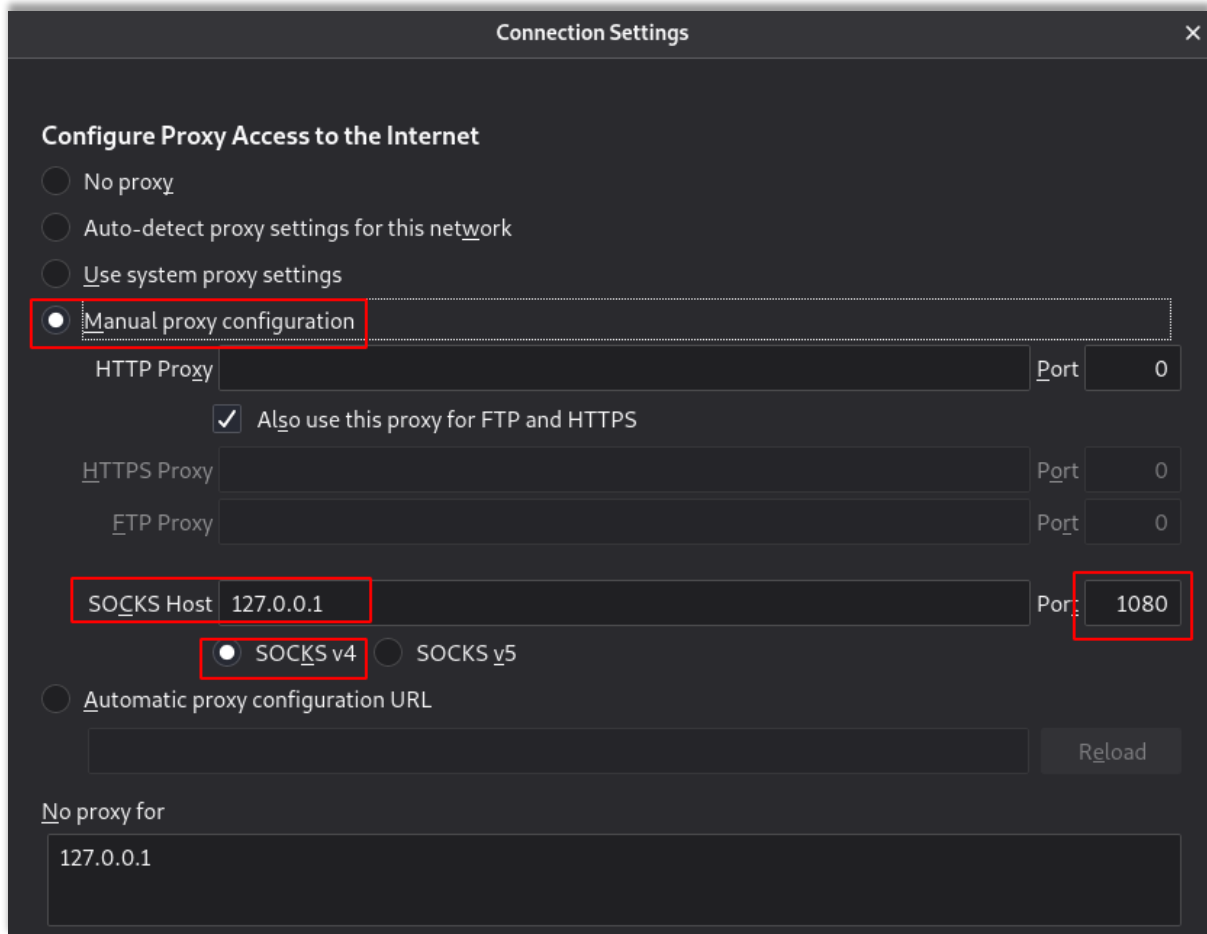 Connection Settings ×
Configure Proxy Access to the Internet
No proxy
Auto-detect proxy settings for this network
Use system proxy settings
Manual proxy configuration
HTTP Proxy Port 0
Also use this proxy for FTP and HTTPS
HTTPS Proxy Port 0
FTP Proxy Port 0
SOCKS Host 127.0.0.1 Port 1080
SOCKS v4 SOCKS v5
Automatic proxy configuration URL
Reload
No proxy for
127.0.0.1